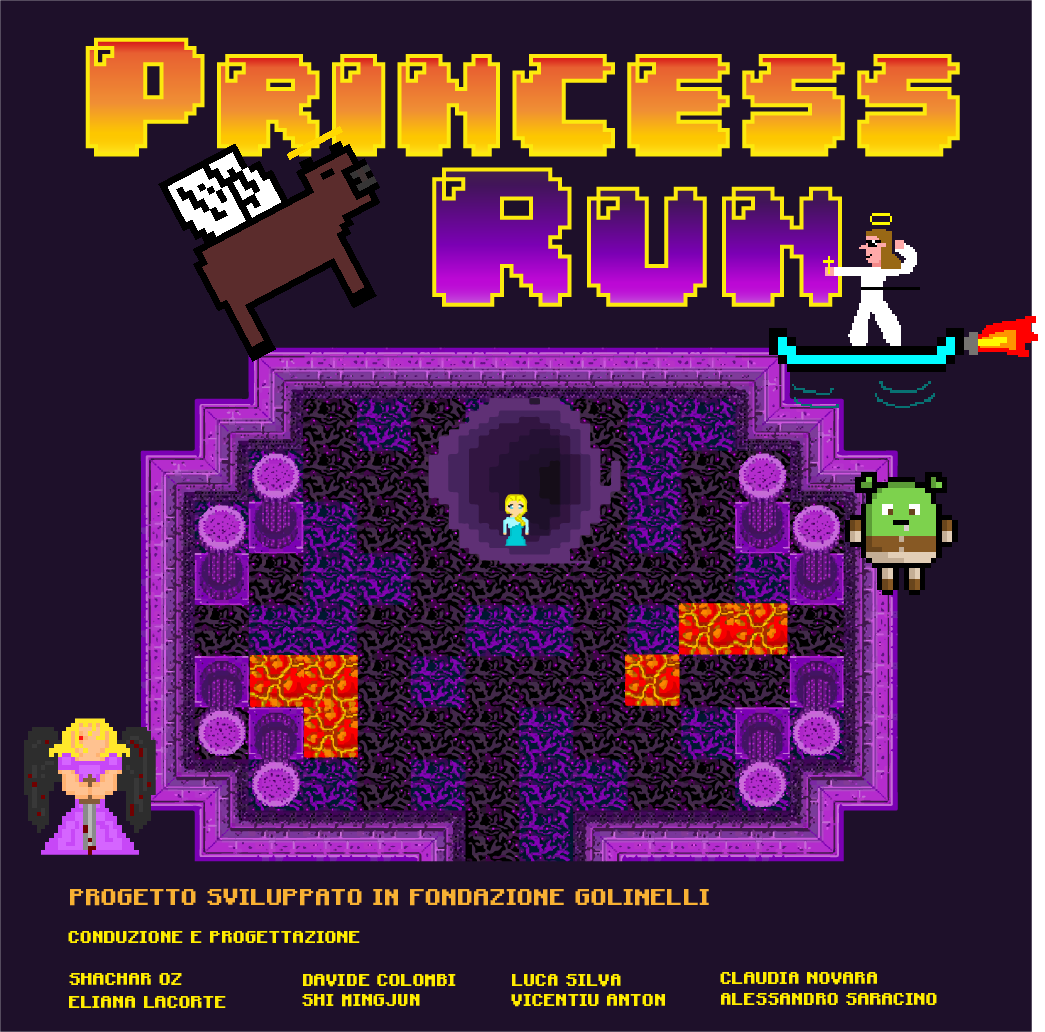 PRINCESS
RUN
PROGETTO SVILUPPATO IN FONDAZIONE GOLINELLI
CONDUZIONE E PROGETTAZIONE
SHACHAR OZ
ELIANA LACORTE
DAVIDE COLOMBI
SHI MINGJUN
LUCA SILVA
VICENTIU ANTON
CLAUDIA NOVARA
ALESSANDRO SARACINO